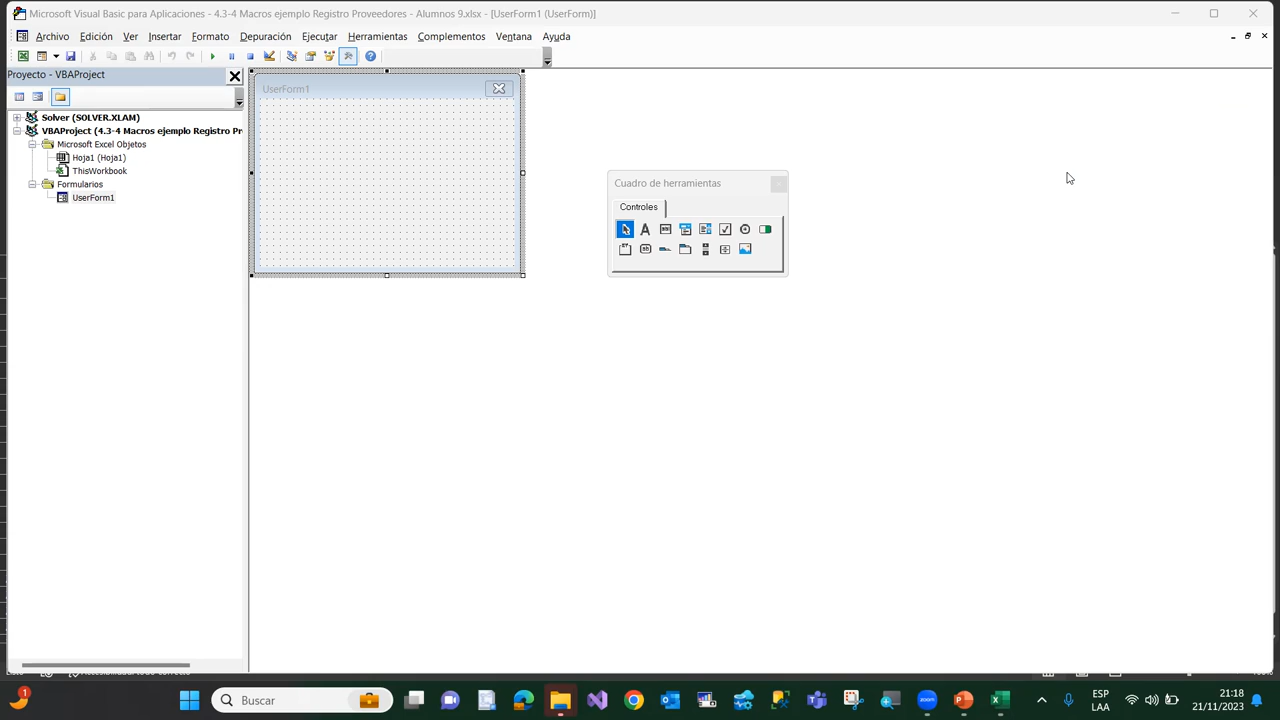 Microsoft Visual Basic para Aplicaciones - 4.3-4 Macros ejemplo Registro Proveedores - Alumnos 9.xlsx - [UserForm1 (UserForm)]
Archivo Edición Ver Insertar Formato Depuración Ejecutar Herramientas Complementos Ventana Ayuda
Proyecto - VBAProject
Solver (SOLVER.XLAM)
VBAProject (4.3-4 Macros ejemplo Registro Pr
Microsoft Excel Objetos
Hoja1 (Hoja1)
ThisWorkbook
Formularios
UserForm1
UserForm1
Cuadro de herramientas
Controles
1
Buscar
zoom
ESP
LAA
21:18
21/11/2023